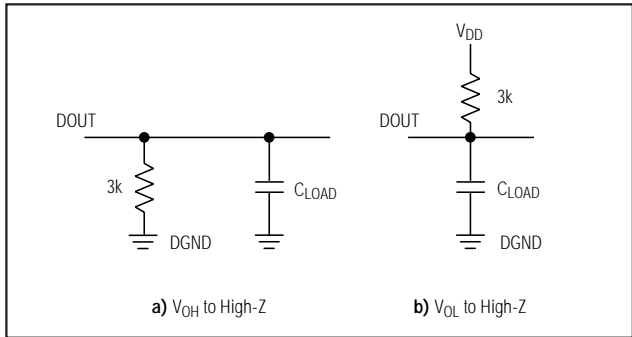 DOUT
3k
DGND
CLOAD
a) VOH to High-Z
VDD
3k
DOUT
CLOAD
DGND
b) VOL to High-Z